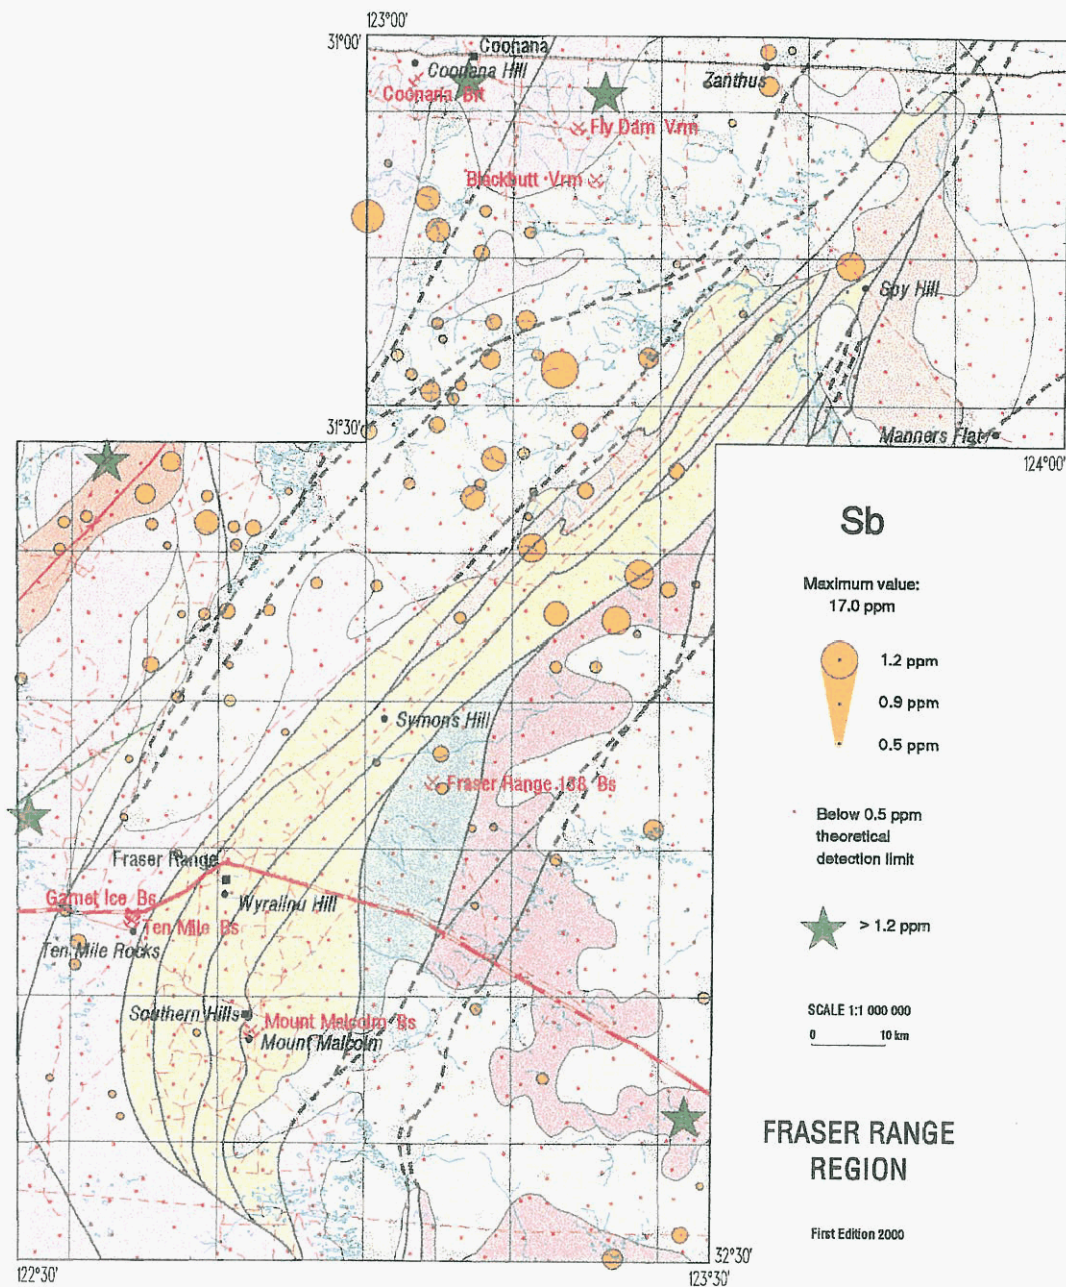 123°00'
31°00'
Coonana
Coonana Hill
Zanthus
Coonana Brt
Fly Dam Vrm
Blackbutt Vrm
Spy Hill
31°30'
Manners Flat
124°00'
Sb
Maximum value:
17.0 ppm
1.2 ppm
0.9 ppm
0.5 ppm
Symons Hill
Fraser Range 138 Bs
Below 0.5 ppm
theoretical
detection limit
Fraser Range
Wyralinu Hill
Garnet Ice Bs
Ten Mile Bs
Ten Mile Rocks
> 1.2 ppm
Southern Hills
Mount Malcolm Bs
Mount Malcolm
SCALE 1:1 000 000
0 10 km
FRASER RANGE
REGION
First Edition 2000
32°30'
122°30'
123°30'